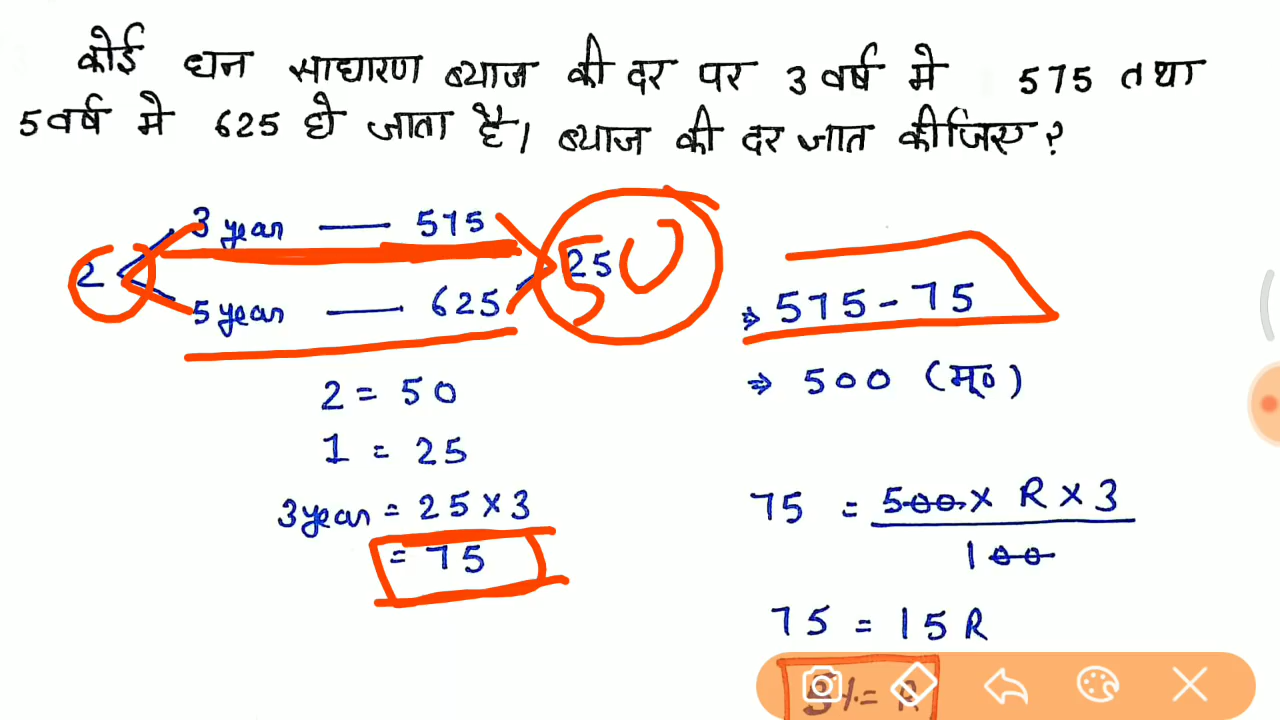 कोई धन साधारण ब्याज की दर पर 3 वर्ष मे 575 तथा
5 वर्ष मे 625 हो जाता है। ब्याज की दर ज्ञात कीजिए ?
3 year — 575
2
25
50
5 year — 625
2 = 50
1 = 25
3 year = 25 × 3
= 75
⇒ 575 - 75
⇒ 500 (मू०)
75 = 500 × R × 3
100
75 = 15 R
5% = R